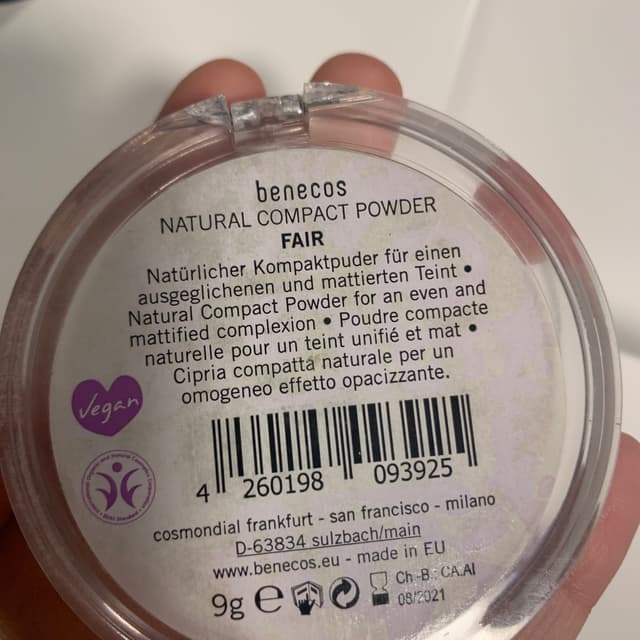 benecos
NATURAL COMPACT POWDER
FAIR
Natürlicher Kompaktpuder für einen
ausgeglichenen und mattierten Teint •
Natural Compact Powder for an even and
mattified complexion • Poudre compacte
naturelle pour un teint unifié et mat •
Cipria compatta naturale per un
omogeneo effetto opacizzante.
Vegan
4 260198 093925
cosmondial frankfurt - san francisco - milano
D-63834 sulzbach/main
www.benecos.eu - made in EU
9g e
Ch.-B.: CA.AI
08/2021